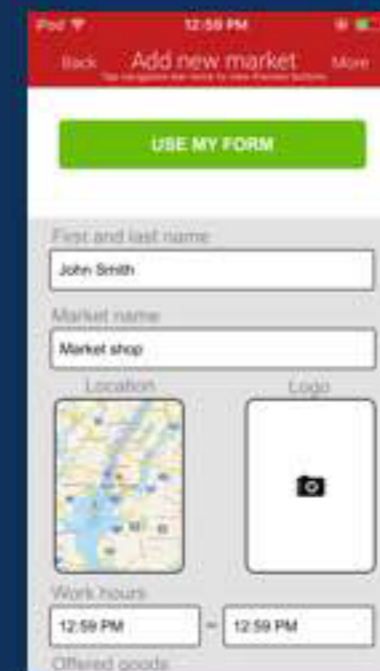 iPod 12:59 PM
Back Add new market More
USE MY FORM
First and last name
John Smith
Market name
Market shop
Location Logo
Work hours
12:59 PM – 12:59 PM
Offered goods